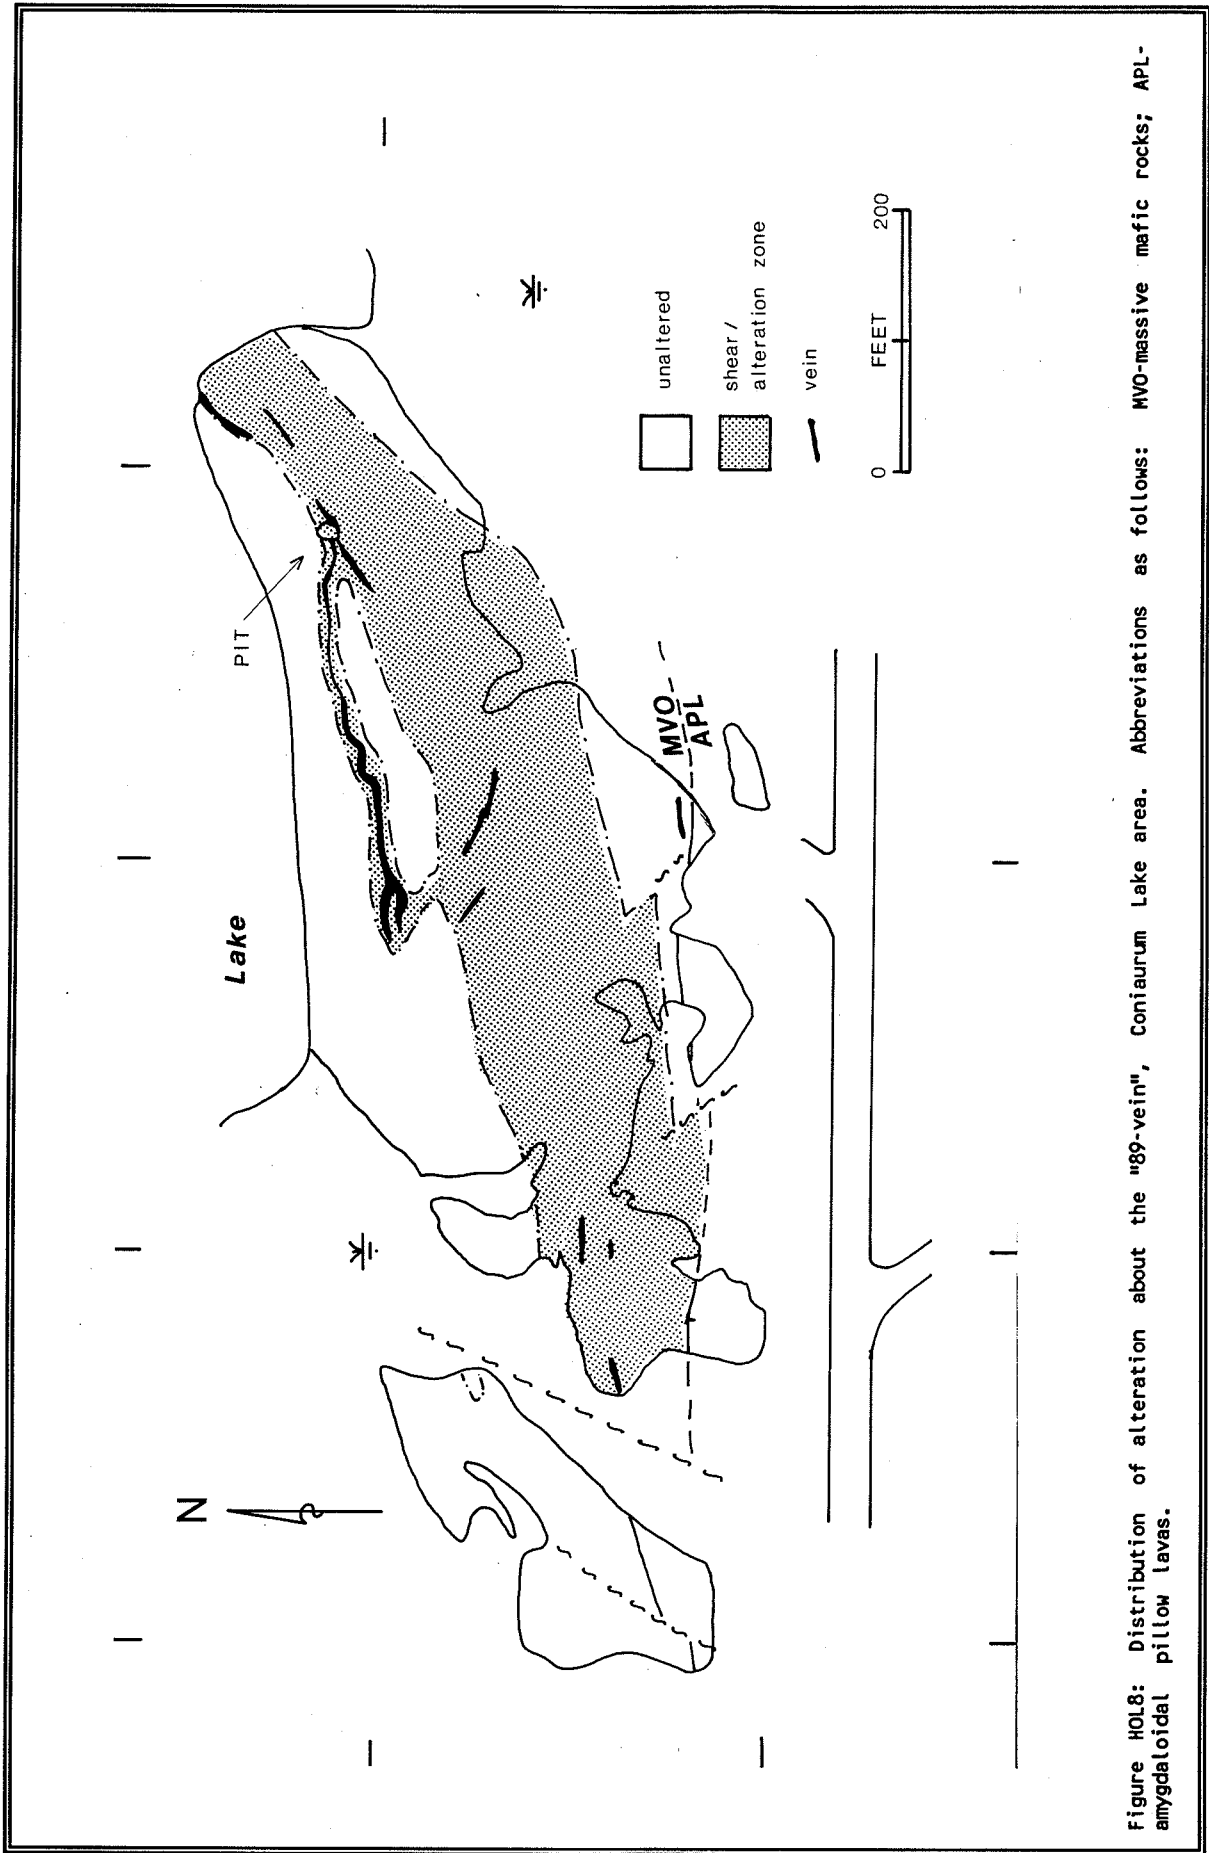 N
Lake
PIT
MVO
APL
unaltered
shear/
alteration zone
vein
0 FEET 200
Figure HOL8: Distribution of alteration about the "89-vein", Coniaurum Lake area. Abbreviations as follows: MVO-massive mafic rocks; APL-
amygdaloidal pillow lavas.